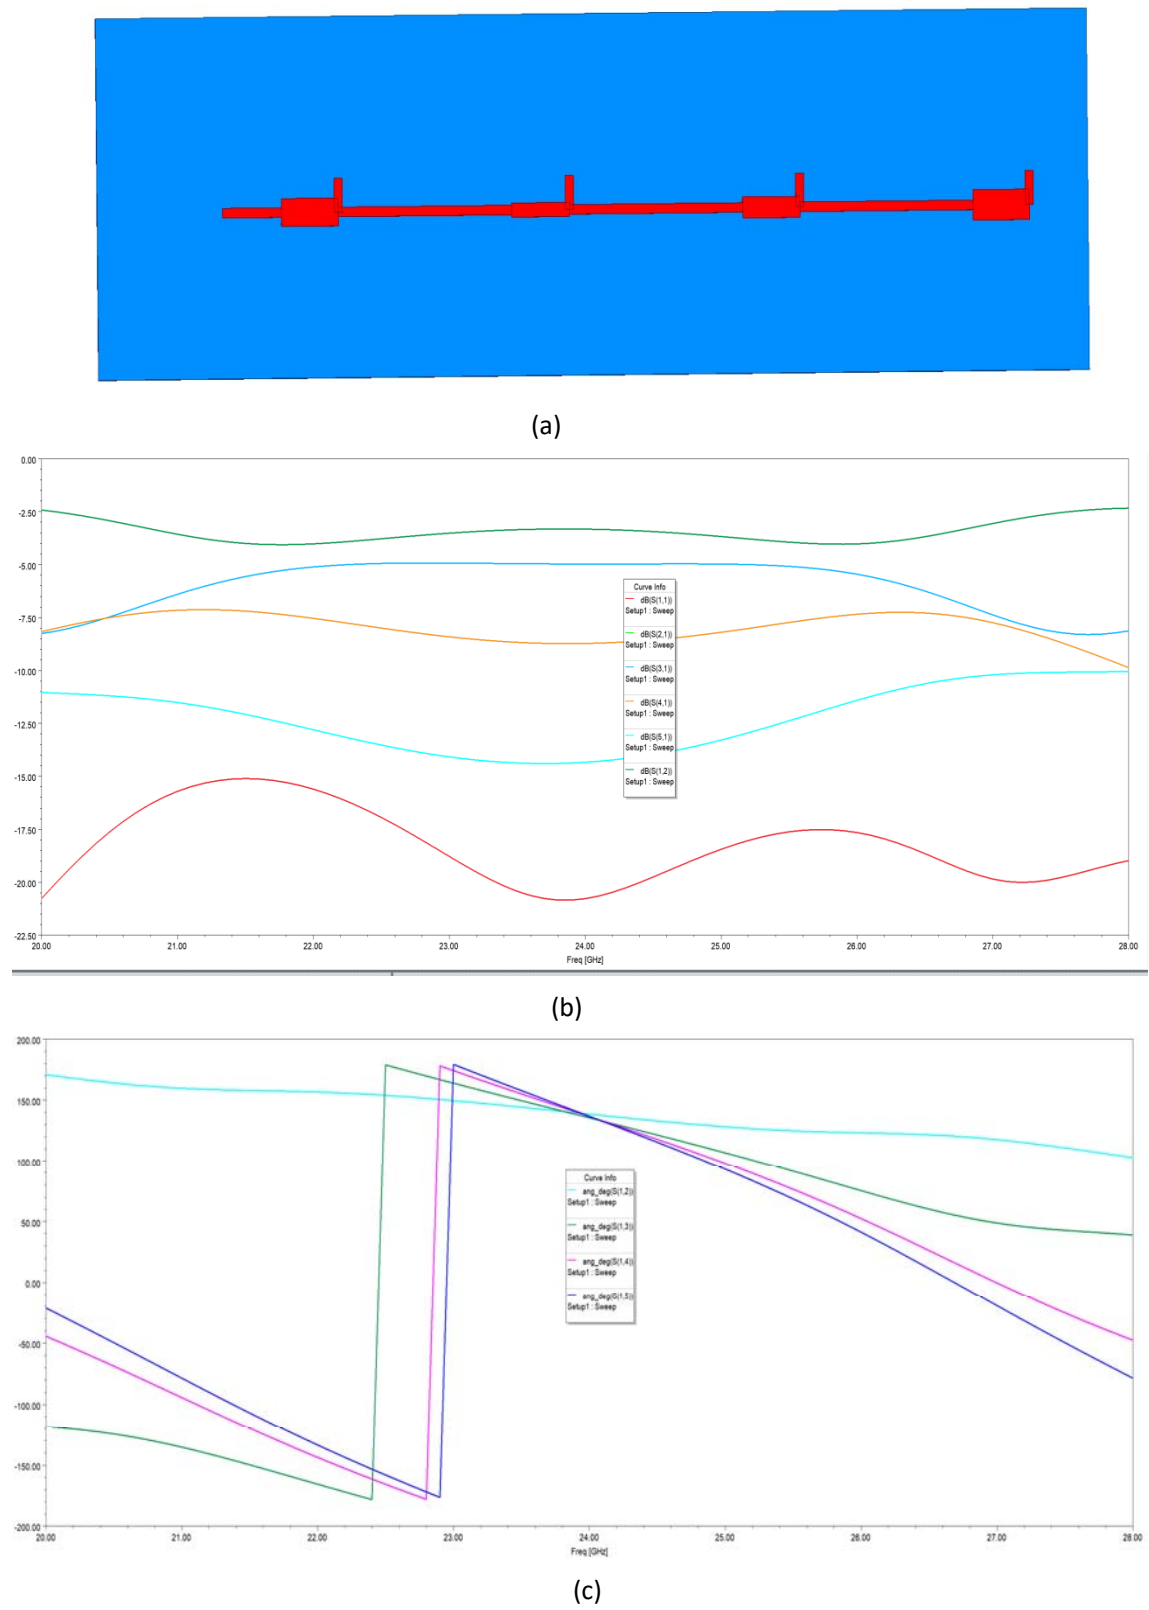 (a)
0.00
-2.50
-5.00
-7.50
-10.00
-12.50
-15.00
-17.50
-20.00
-22.50
Curve Info
dB(S(1,1))
Setup1 : Sweep
dB(S(2,1))
Setup1 : Sweep
dB(S(3,1))
Setup1 : Sweep
dB(S(4,1))
Setup1 : Sweep
dB(S(5,1))
Setup1 : Sweep
dB(S(1,2))
Setup1 : Sweep
20.00 21.00 22.00 23.00 24.00 25.00 26.00 27.00 28.00
Freq [GHz]
(b)
200.00
150.00
100.00
50.00
0.00
-50.00
-100.00
-150.00
-200.00
Curve Info
ang_deg(S(1,2))
Setup1 : Sweep
ang_deg(S(1,3))
Setup1 : Sweep
ang_deg(S(1,4))
Setup1 : Sweep
ang_deg(S(1,5))
Setup1 : Sweep
20.00 21.00 22.00 23.00 24.00 25.00 26.00 27.00 28.00
Freq [GHz]
(c)